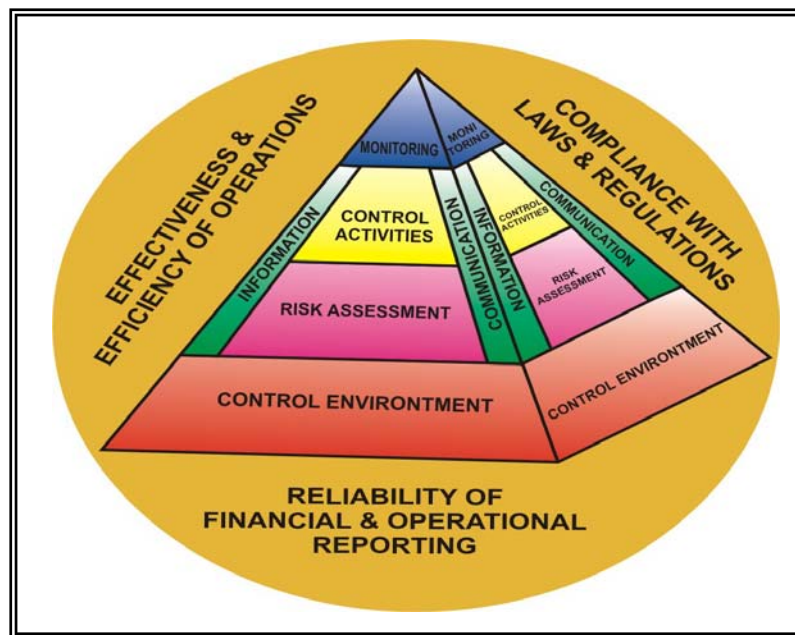 EFFECTIVENESS &
EFFICIENCY OF OPERATIONS
COMPLIANCE WITH
LAWS & REGULATIONS
MONITORING
MONI
TORING
INFORMATION
CONTROL
ACTIVITIES
COMMUNICATION
INFORMATION
CONTROL
ACTIVITIES
COMMUNICATION
RISK ASSESSMENT
RISK
ASSESSMENT
CONTROL ENVIRONTMENT
CONTROL ENVIRONTMENT
RELIABILITY OF
FINANCIAL & OPERATIONAL
REPORTING